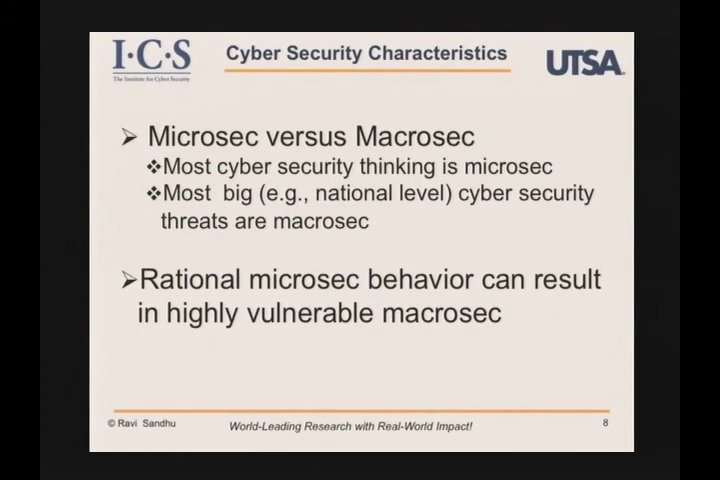 I·C·S
The Institute for Cyber Security
Cyber Security Characteristics
UTSA
➢ Microsec versus Macrosec
❖Most cyber security thinking is microsec
❖Most big (e.g., national level) cyber security
threats are macrosec
➢Rational microsec behavior can result
in highly vulnerable macrosec
© Ravi Sandhu
World-Leading Research with Real-World Impact!
8